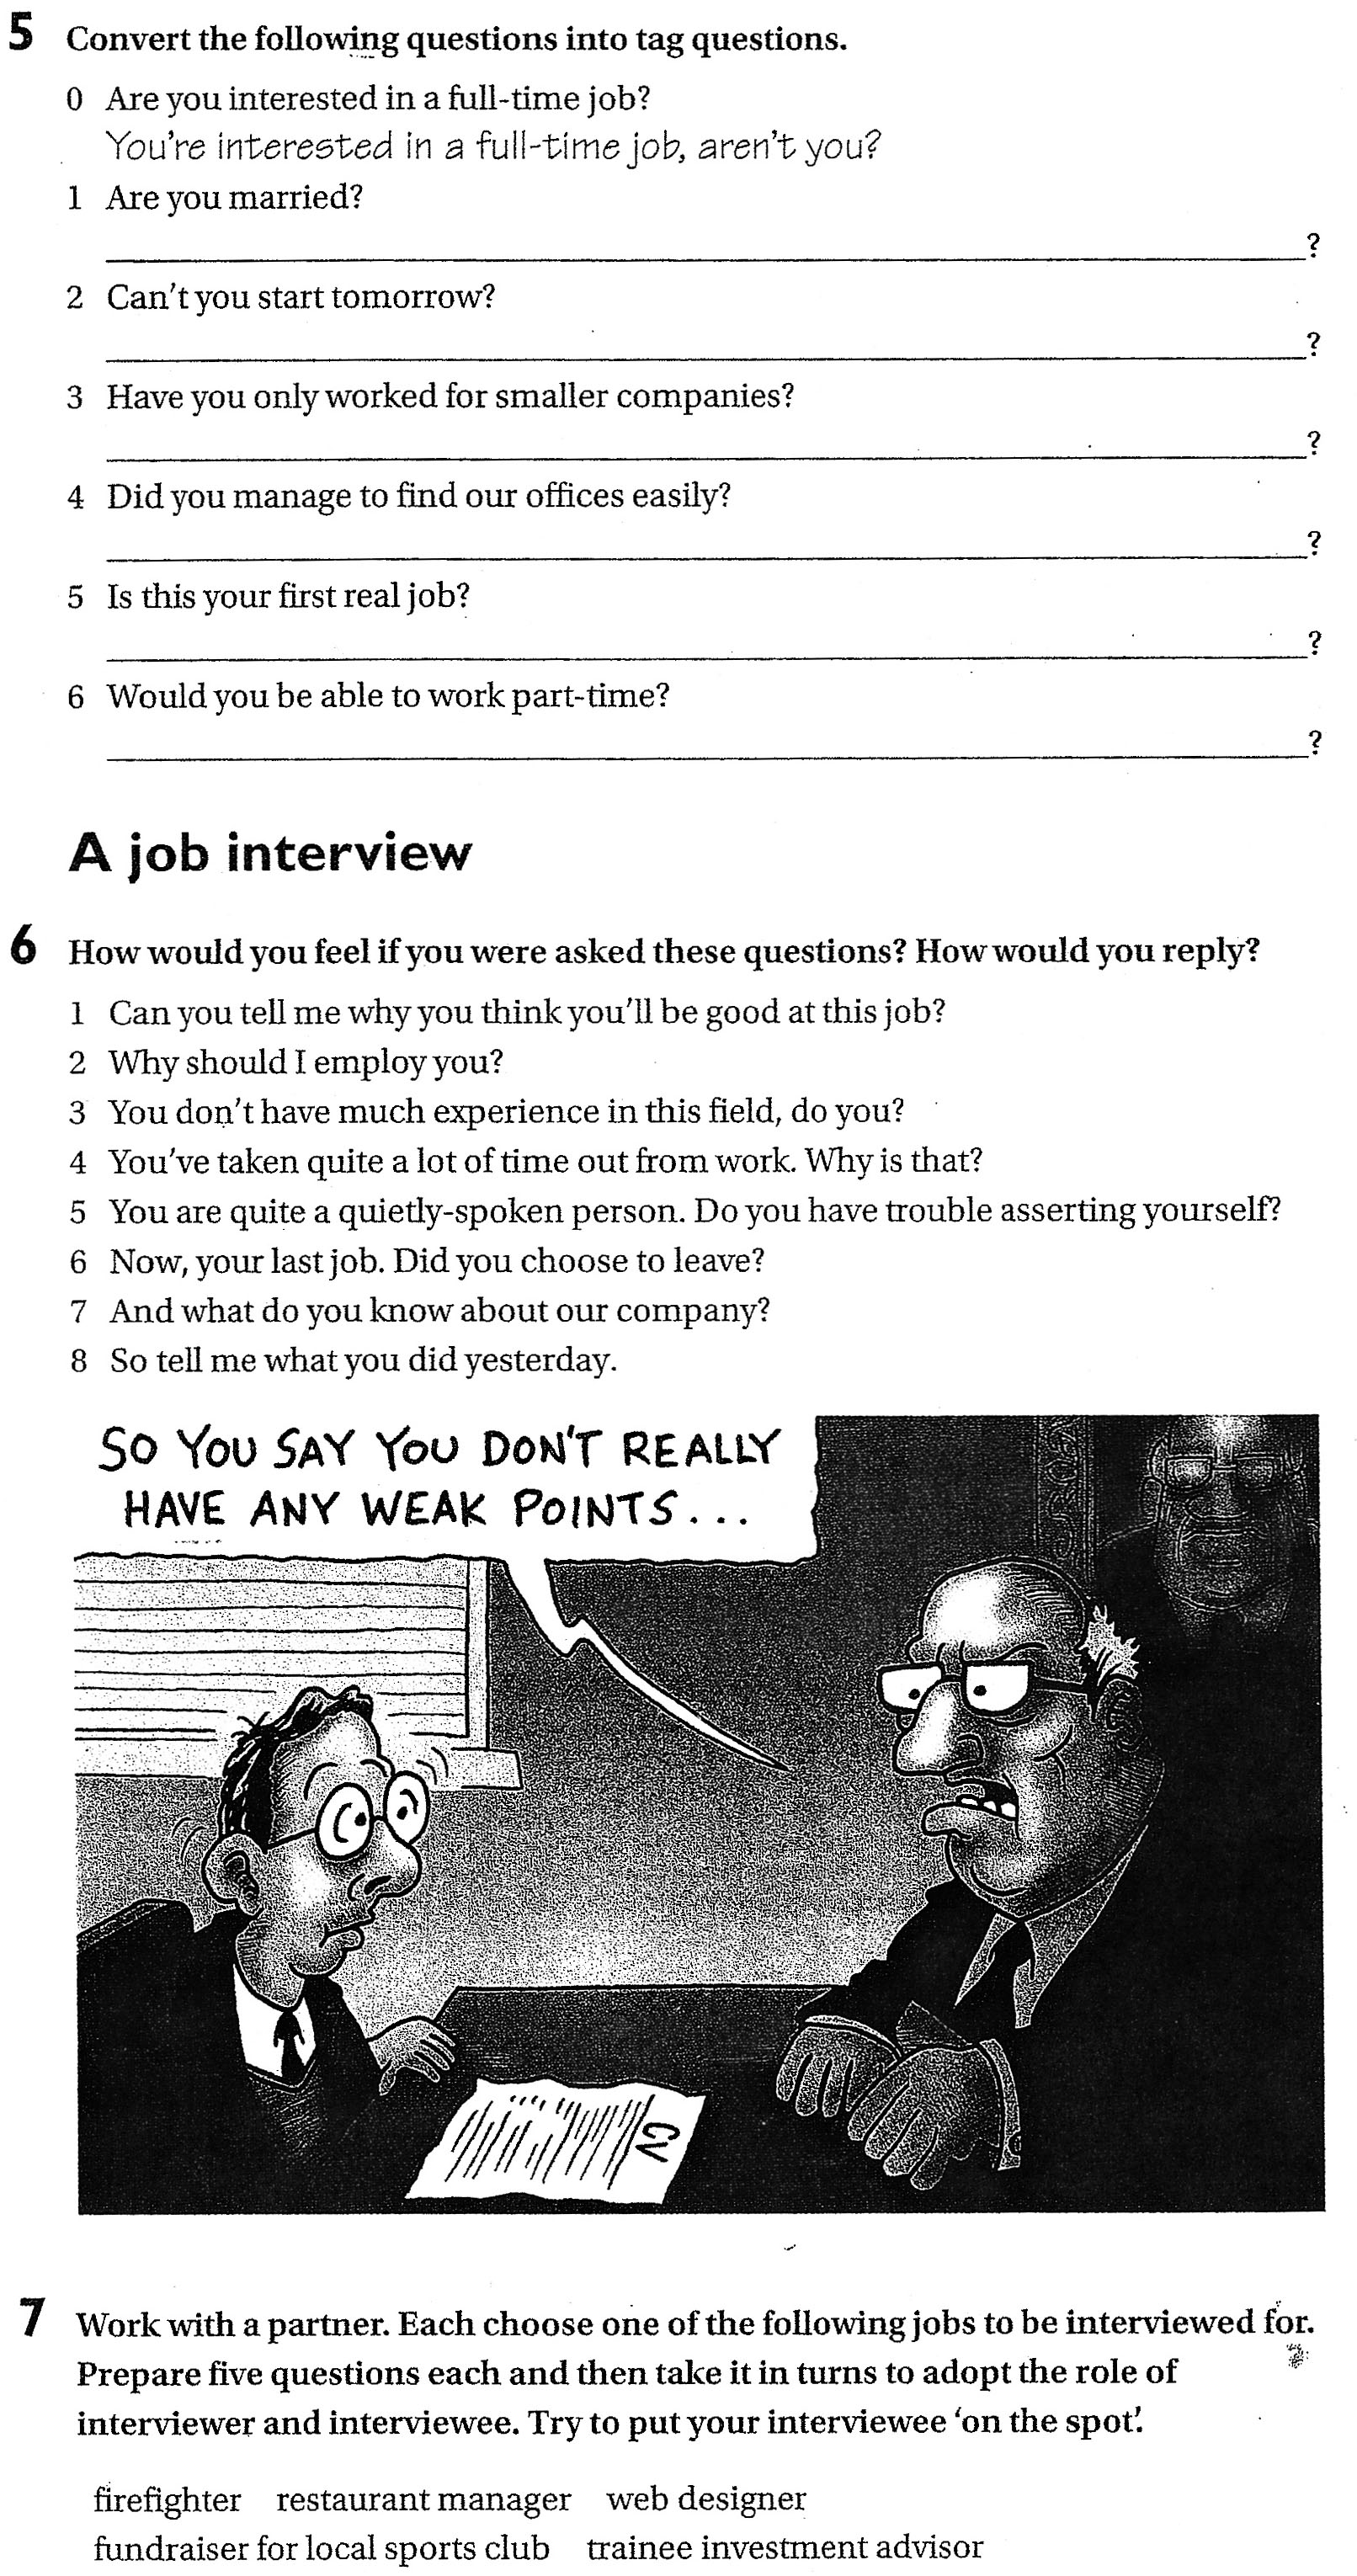 5 Convert the following questions into tag questions.
0 Are you interested in a full-time job?
You're interested in a full-time job, aren't you?
1 Are you married?
?
2 Can't you start tomorrow?
?
3 Have you only worked for smaller companies?
?
4 Did you manage to find our offices easily?
?
5 Is this your first real job?
?
6 Would you be able to work part-time?
?
A job interview
6 How would you feel if you were asked these questions? How would you reply?
1 Can you tell me why you think you'll be good at this job?
2 Why should I employ you?
3 You don't have much experience in this field, do you?
4 You've taken quite a lot of time out from work. Why is that?
5 You are quite a quietly-spoken person. Do you have trouble asserting yourself?
6 Now, your last job. Did you choose to leave?
7 And what do you know about our company?
8 So tell me what you did yesterday.
SO YOU SAY YOU DON'T REALLY
HAVE ANY WEAK POINTS...
CV
7 Work with a partner. Each choose one of the following jobs to be interviewed for.
Prepare five questions each and then take it in turns to adopt the role of
interviewer and interviewee. Try to put your interviewee 'on the spot'.
firefighter restaurant manager web designer
fundraiser for local sports club trainee investment advisor